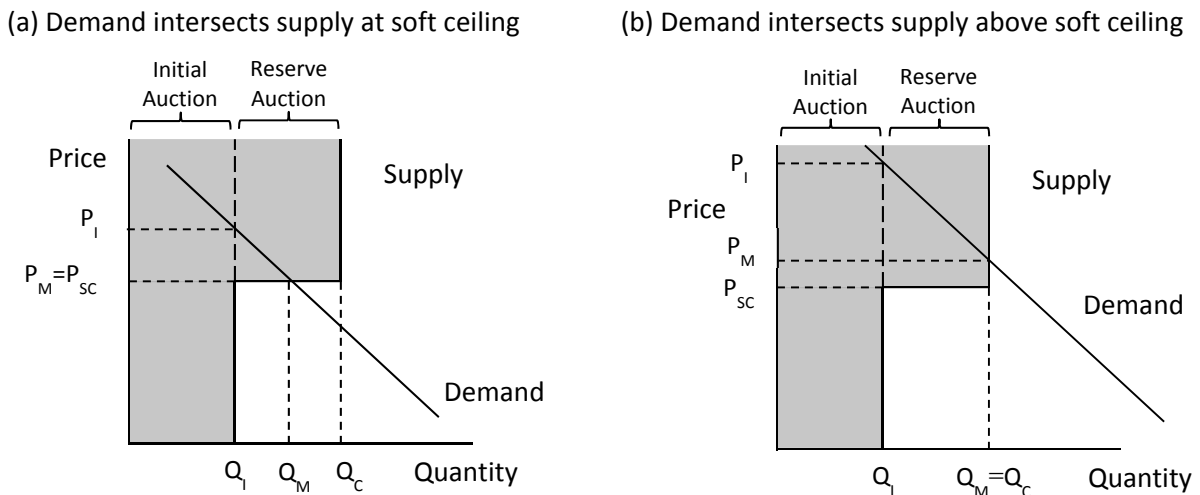 (a) Demand intersects supply at soft ceiling
Initial
Auction
Reserve
Auction
Price
Supply
P_I
P_M=P_SC
Demand
Q_I
Q_M
Q_C
Quantity
(b) Demand intersects supply above soft ceiling
Initial
Auction
Reserve
Auction
P_I
Supply
Price
P_M
P_SC
Demand
Q_I
Q_M=Q_C
Quantity